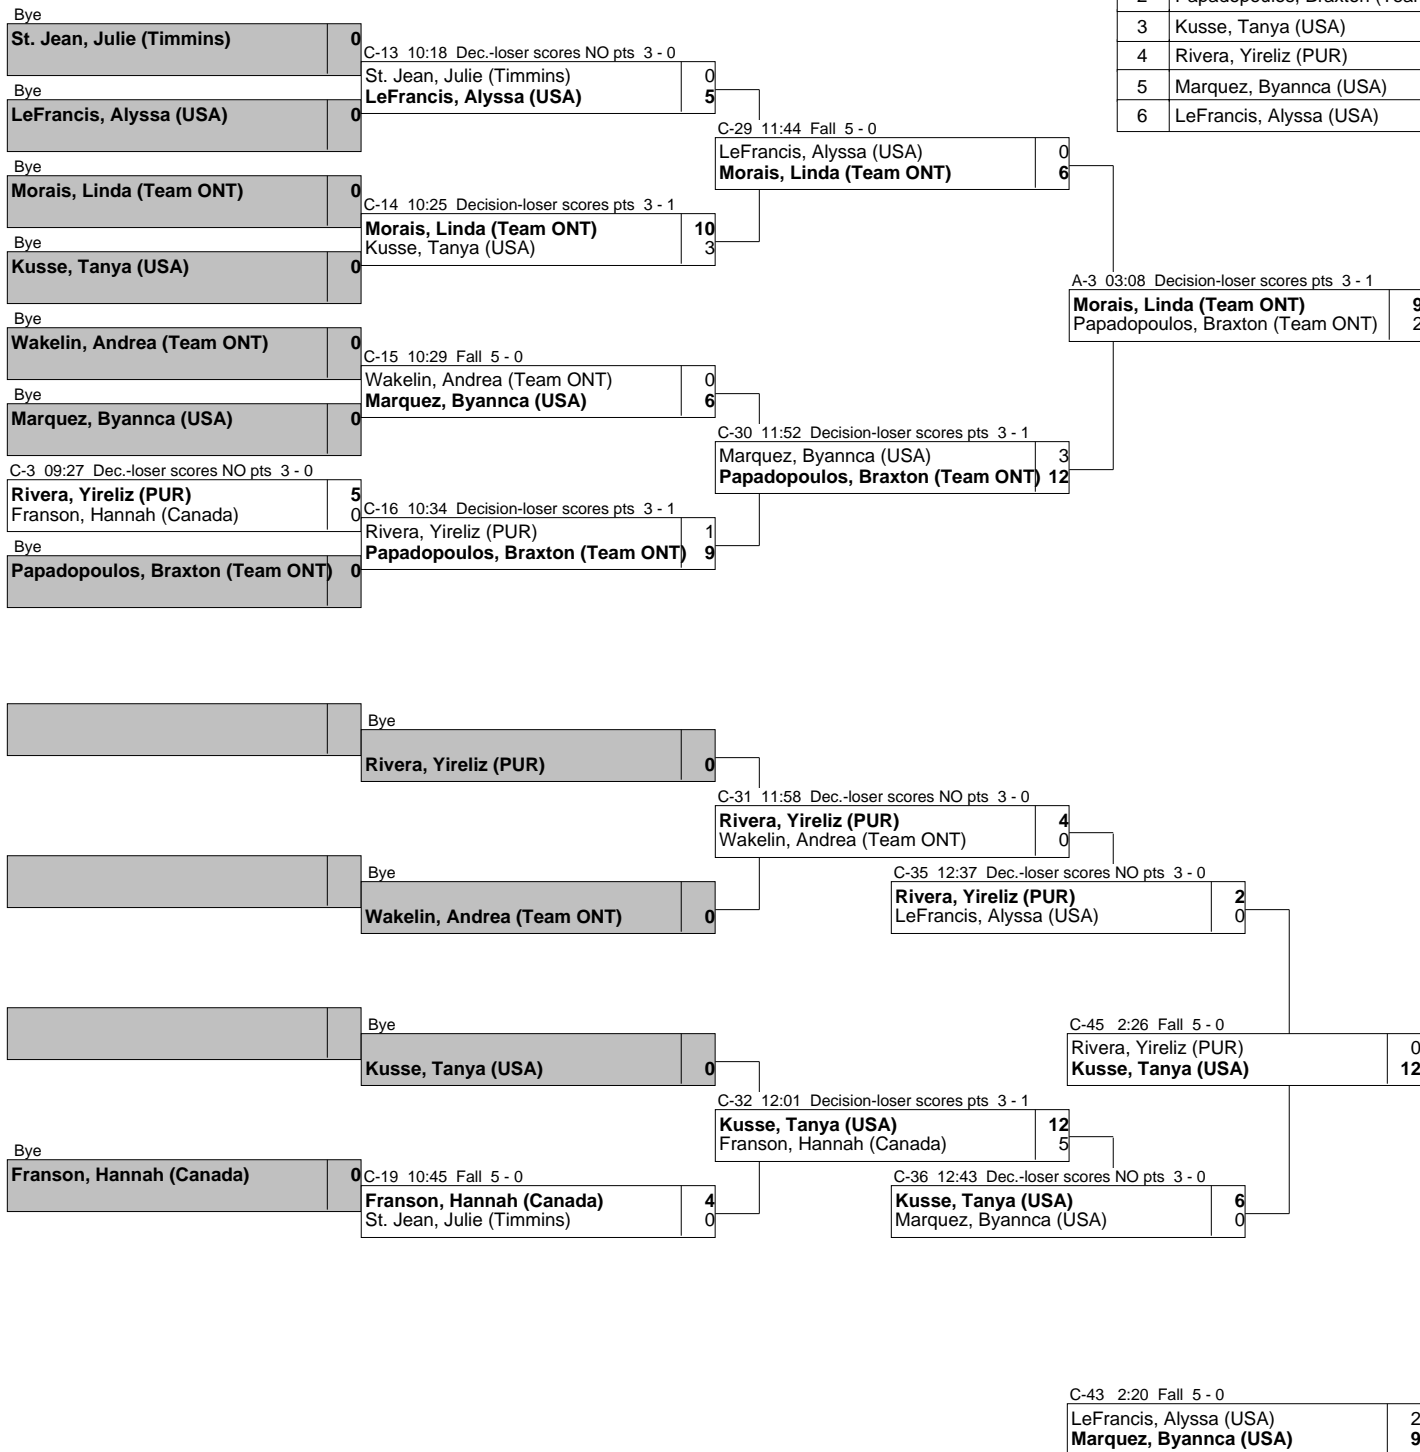 Bye
St. Jean, Julie (Timmins) 0
Bye
LeFrancis, Alyssa (USA) 0
Bye
Morais, Linda (Team ONT) 0
Bye
Kusse, Tanya (USA) 0
Bye
Wakelin, Andrea (Team ONT) 0
Bye
Marquez, Byannca (USA) 0
C-3 09:27 Dec.-loser scores NO pts 3 - 0
Rivera, Yireliz (PUR) 5
Franson, Hannah (Canada) 0
Bye
Papadopoulos, Braxton (Team ONT) 0
C-13 10:18 Dec.-loser scores NO pts 3 - 0
St. Jean, Julie (Timmins) 0
LeFrancis, Alyssa (USA) 5
C-14 10:25 Decision-loser scores pts 3 - 1
Morais, Linda (Team ONT) 10
Kusse, Tanya (USA) 3
C-15 10:29 Fall 5 - 0
Wakelin, Andrea (Team ONT) 0
Marquez, Byannca (USA) 6
C-16 10:34 Decision-loser scores pts 3 - 1
Rivera, Yireliz (PUR) 1
Papadopoulos, Braxton (Team ONT) 9
C-29 11:44 Fall 5 - 0
LeFrancis, Alyssa (USA) 0
Morais, Linda (Team ONT) 6
C-30 11:52 Decision-loser scores pts 3 - 1
Marquez, Byannca (USA) 3
Papadopoulos, Braxton (Team ONT) 12
A-3 03:08 Decision-loser scores pts 3 - 1
Morais, Linda (Team ONT) 9
Papadopoulos, Braxton (Team ONT) 2
3 Kusse, Tanya (USA)
4 Rivera, Yireliz (PUR)
5 Marquez, Byannca (USA)
6 LeFrancis, Alyssa (USA)
Bye
Rivera, Yireliz (PUR) 0
Bye
Wakelin, Andrea (Team ONT) 0
Bye
Kusse, Tanya (USA) 0
Bye
Franson, Hannah (Canada) 0
C-19 10:45 Fall 5 - 0
Franson, Hannah (Canada) 4
St. Jean, Julie (Timmins) 0
C-31 11:58 Dec.-loser scores NO pts 3 - 0
Rivera, Yireliz (PUR) 4
Wakelin, Andrea (Team ONT) 0
C-32 12:01 Decision-loser scores pts 3 - 1
Kusse, Tanya (USA) 12
Franson, Hannah (Canada) 5
C-35 12:37 Dec.-loser scores NO pts 3 - 0
Rivera, Yireliz (PUR) 2
LeFrancis, Alyssa (USA) 0
C-36 12:43 Dec.-loser scores NO pts 3 - 0
Kusse, Tanya (USA) 6
Marquez, Byannca (USA) 0
C-45 2:26 Fall 5 - 0
Rivera, Yireliz (PUR) 0
Kusse, Tanya (USA) 12
C-43 2:20 Fall 5 - 0
LeFrancis, Alyssa (USA) 2
Marquez, Byannca (USA) 9